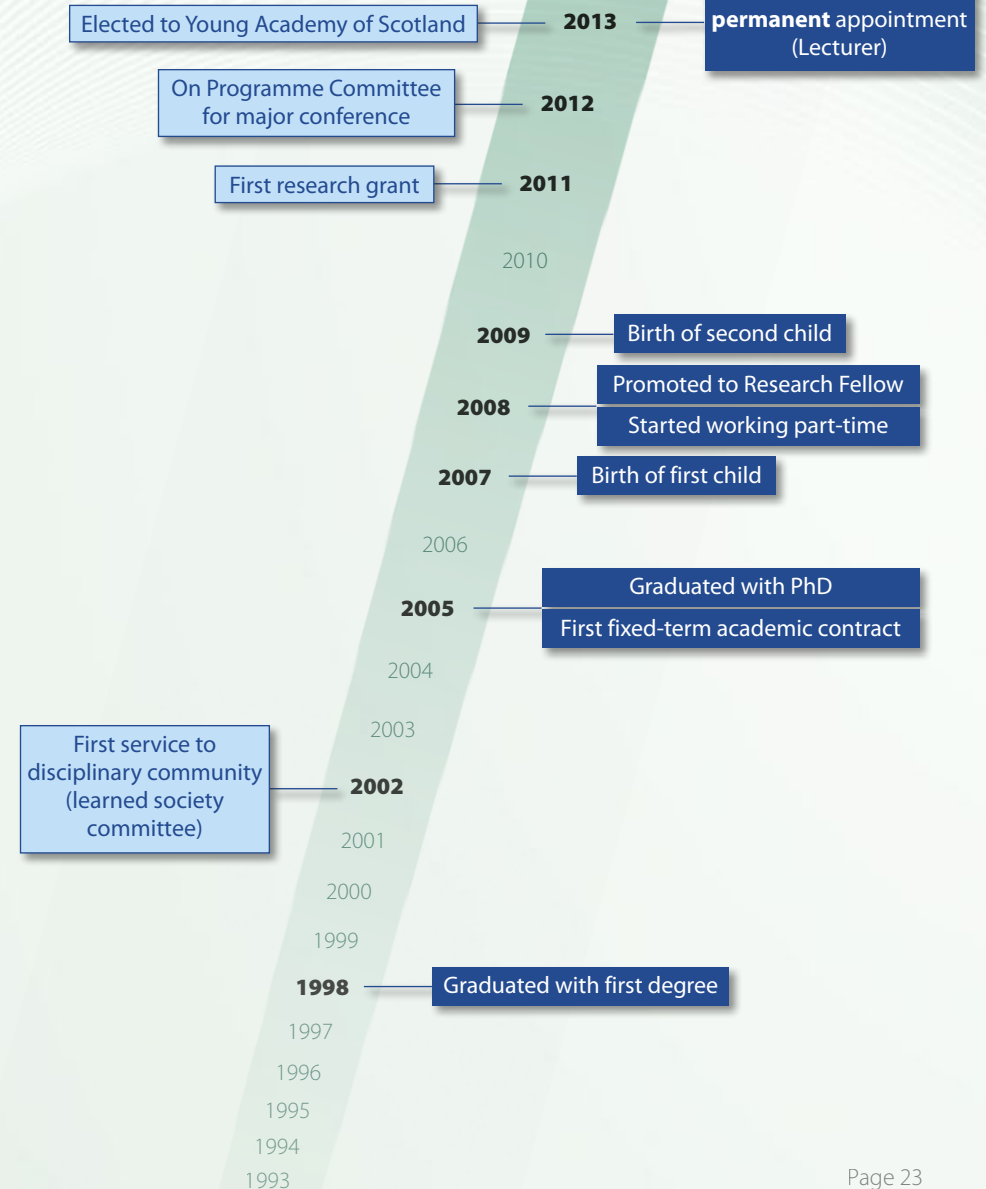 Elected to Young Academy of Scotland
2013
permanent appointment
(Lecturer)
On Programme Committee
for major conference
2012
First research grant
2011
2010
2009
Birth of second child
2008
Promoted to Research Fellow
Started working part-time
2007
Birth of first child
2006
2005
Graduated with PhD
First fixed-term academic contract
2004
2003
First service to
disciplinary community
(learned society
committee)
2002
2001
2000
1999
1998
Graduated with first degree
1997
1996
1995
1994
1993
Page 23